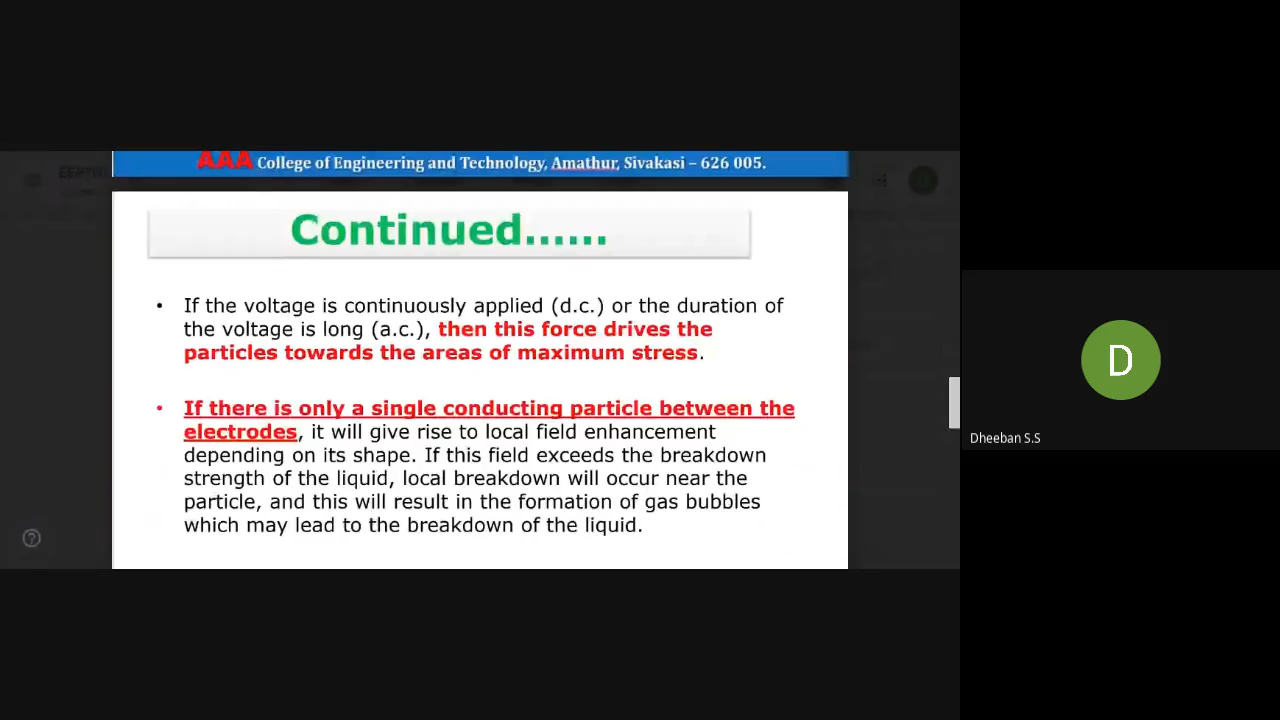 AAA College of Engineering and Technology, Amathur, Sivakasi – 626 005.
Continued......
• If the voltage is continuously applied (d.c.) or the duration of
the voltage is long (a.c.), then this force drives the
particles towards the areas of maximum stress.
• If there is only a single conducting particle between the
electrodes, it will give rise to local field enhancement
depending on its shape. If this field exceeds the breakdown
strength of the liquid, local breakdown will occur near the
particle, and this will result in the formation of gas bubbles
which may lead to the breakdown of the liquid.
D
Dheeban S.S